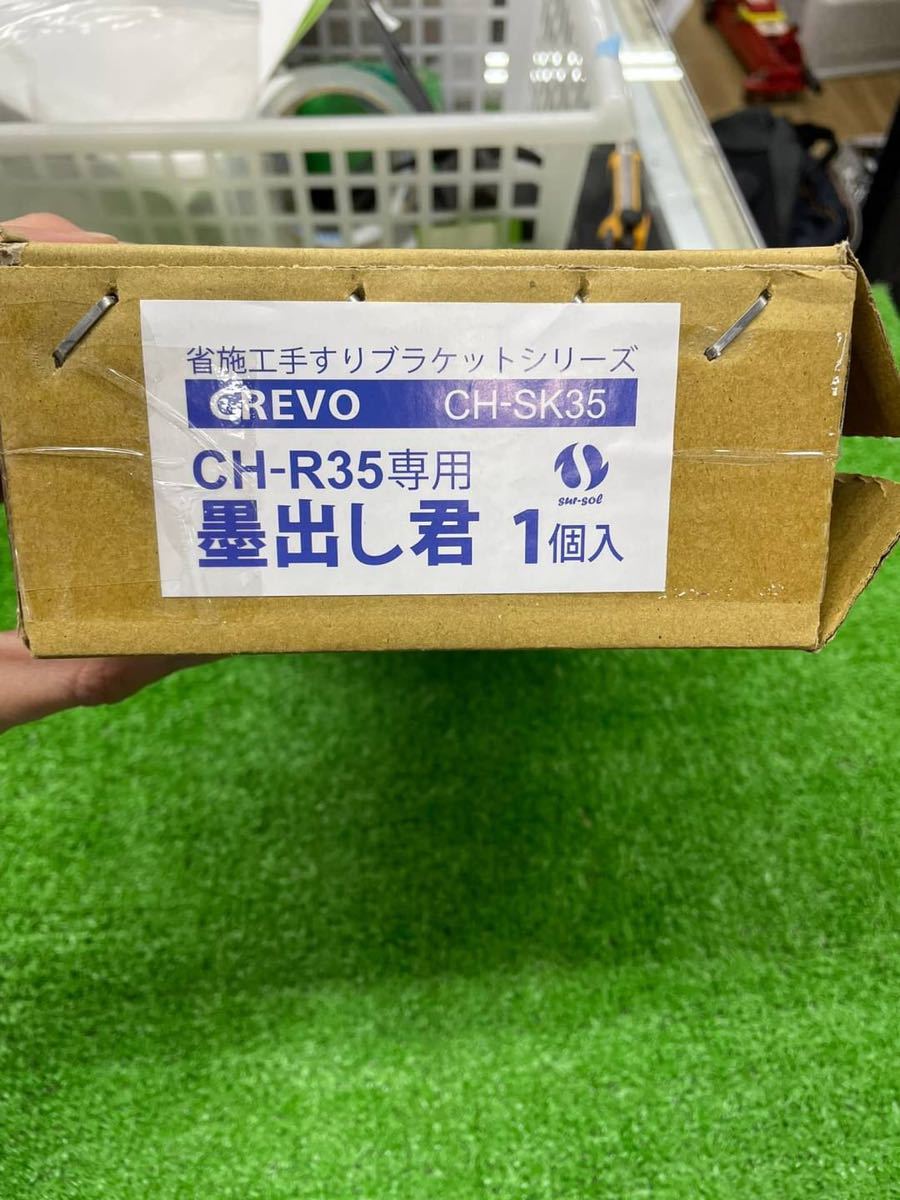 省施工手すりブラケットシリーズ
CREVO CH-SK35
CH-R35専用
sur-sol
墨出し君 1個入